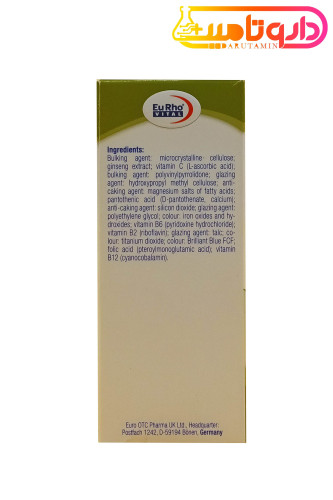 داروتامین
DARUTAMIN
Eu Rho®
VITAL
Ingredients:
Bulking agent: microcrystalline cellulose;
ginseng extract; vitamin C (L-ascorbic acid);
bulking agent: polyvinylpyrrolidone; glazing
agent: hydroxypropyl methyl cellulose; anti-
caking agent: magnesium salts of fatty acids;
pantothenic acid (D-pantothenate, calcium),
anti-caking agent: silicon dioxide; glazing agent:
polyethylene glycol; colour: iron oxides and hy-
droxides; vitamin B6 (pyridoxine hydrochloride);
vitamin B2 (riboflavin); glazing agent: talc; co-
lour: titanium dioxide; colour: Brilliant Blue FCF;
folic acid (pteroylmonoglutamic acid); vitamin
B12 (cyanocobalamin).
Euro OTC Pharma UK Ltd., Headquarter:
Postfach 1242, D-59194 Bönen, Germany